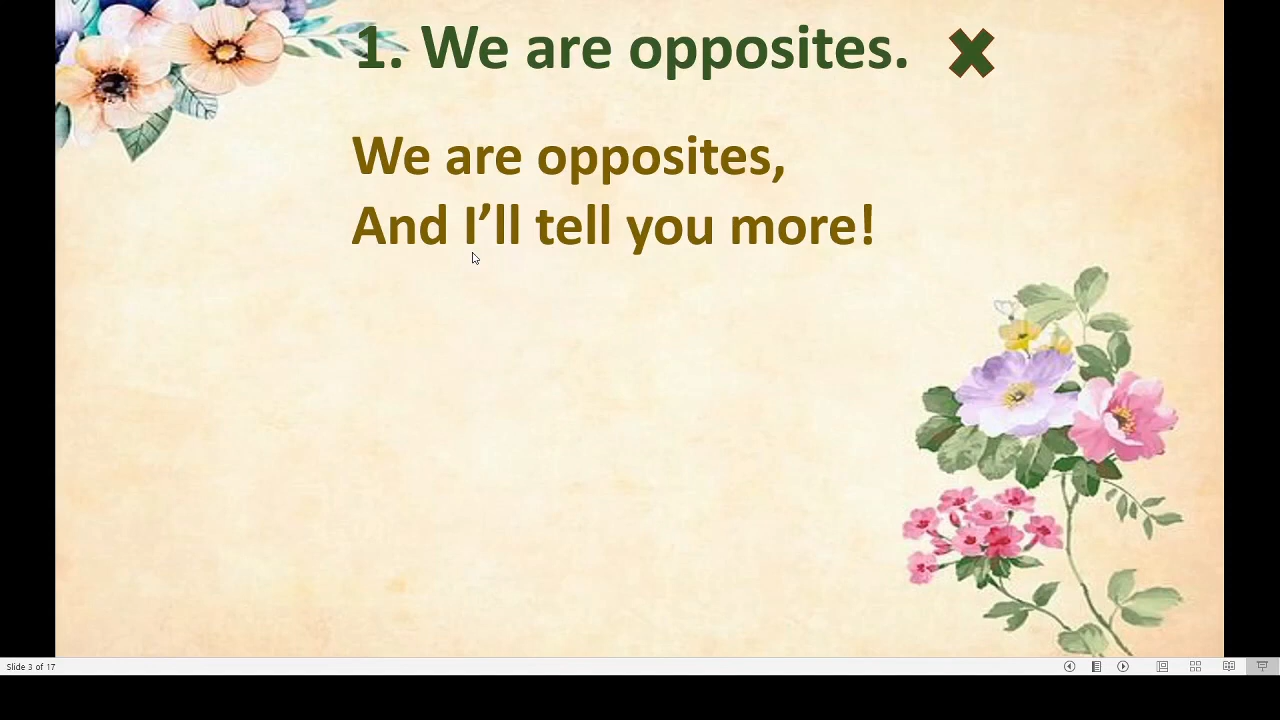 1. We are opposites.
We are opposites,
And I’ll tell you more!
Slide 3 of 17